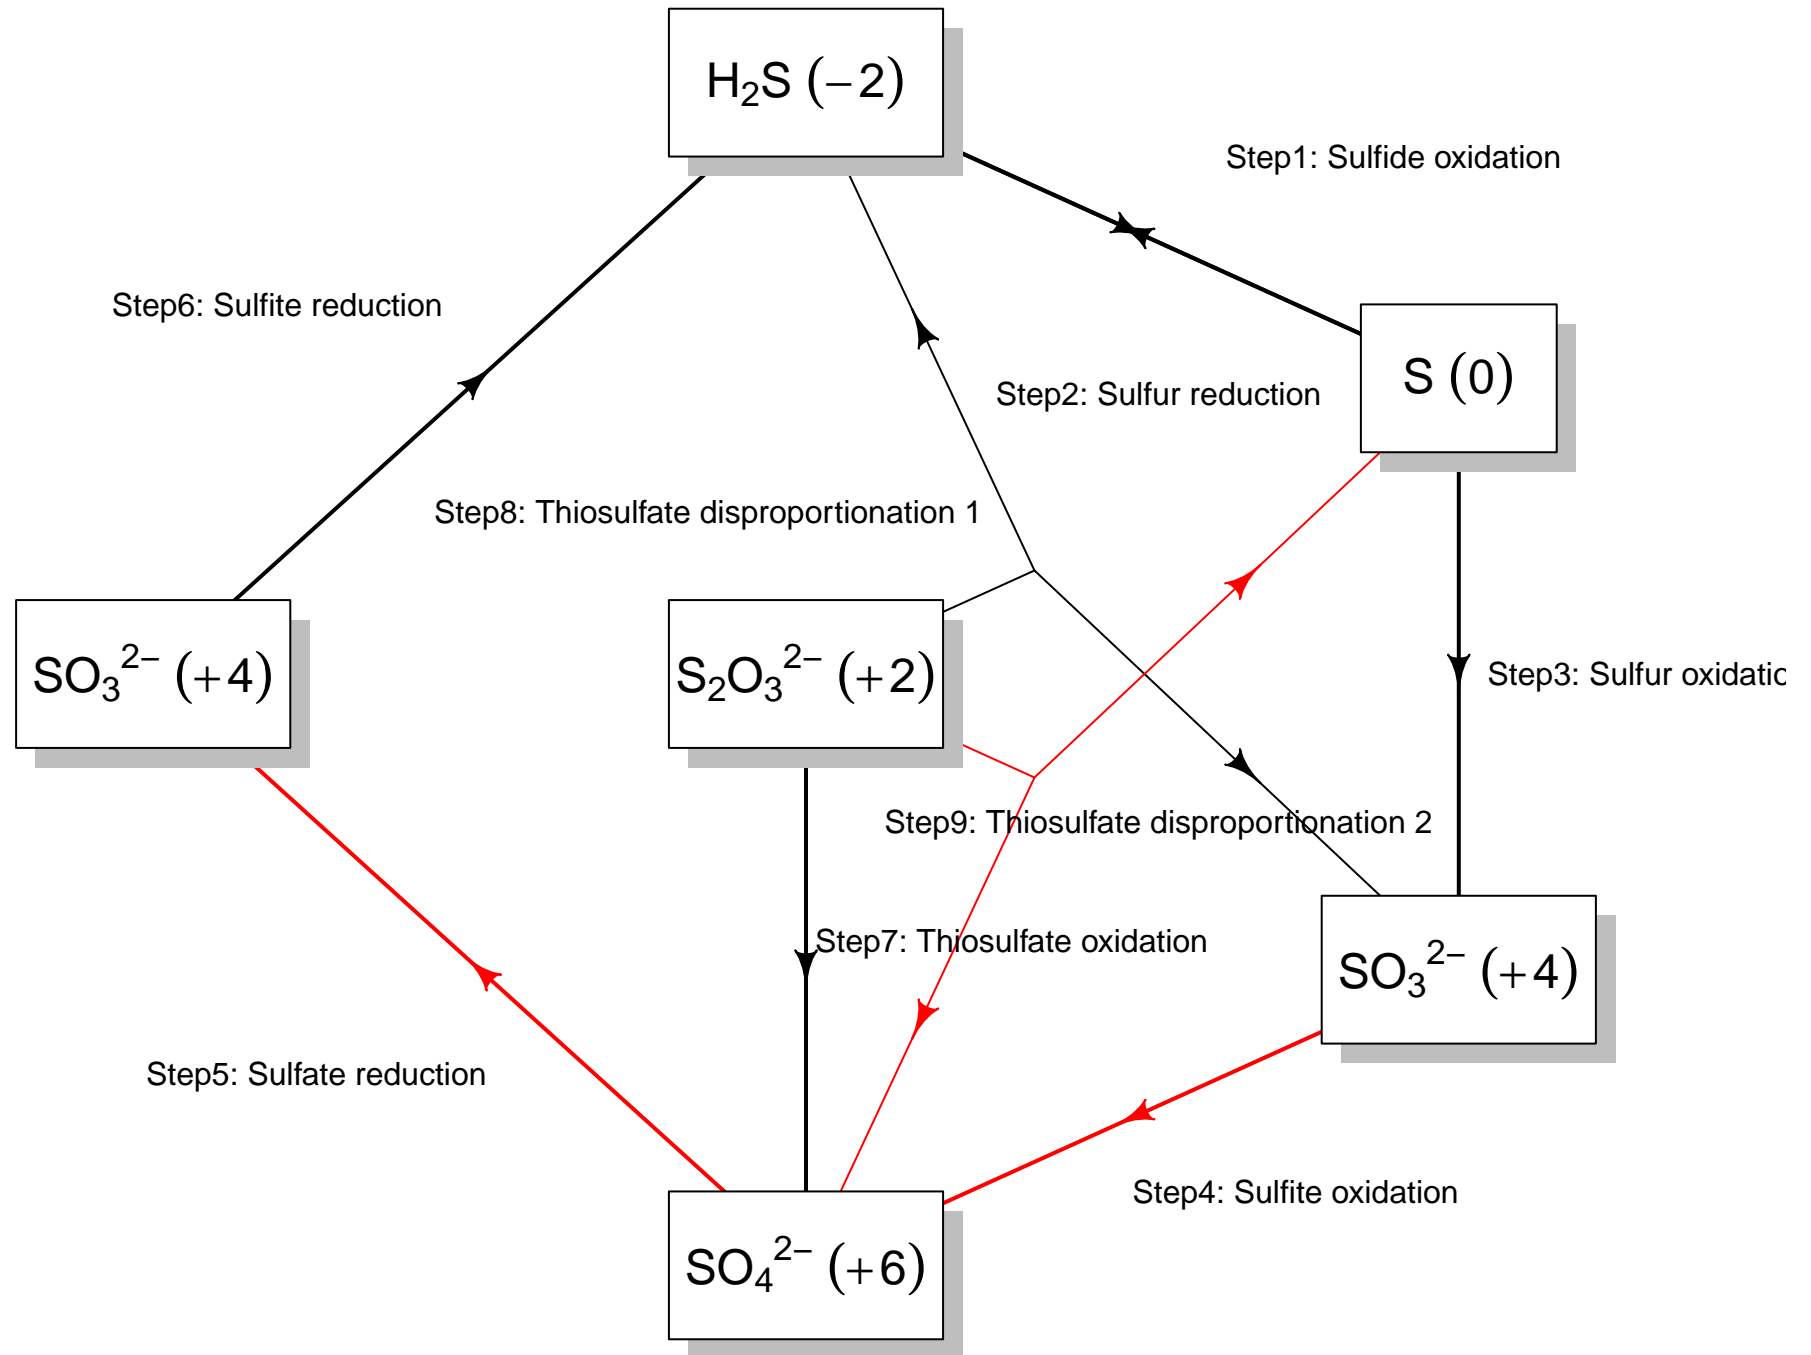 H₂S (−2)
Step1: Sulfide oxidation
Step6: Sulfite reduction
S (0)
Step2: Sulfur reduction
Step8: Thiosulfate disproportionation 1
SO₃²⁻ (+4)
S₂O₃²⁻ (+2)
Step3: Sulfur oxidatio
Step9: Thiosulfate disproportionation 2
Step7: Thiosulfate oxidation
SO₃²⁻ (+4)
Step5: Sulfate reduction
Step4: Sulfite oxidation
SO₄²⁻ (+6)